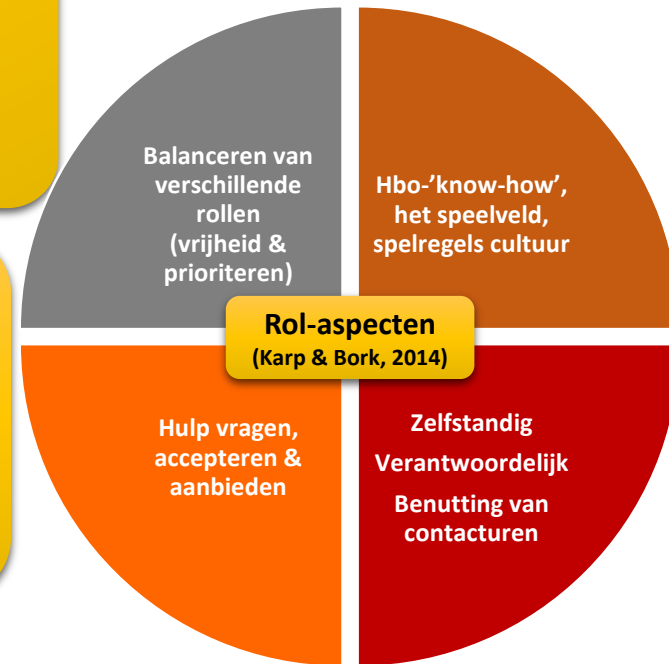 Balanceren van
verschillende
rollen
(vrijheid &
prioriteren)
Hbo-’know-how’,
het speelveld,
spelregels cultuur
Rol-aspecten
(Karp & Bork, 2014)
Hulp vragen,
accepteren &
aanbieden
Zelfstandig
Verantwoordelijk
Benutting van
contacturen